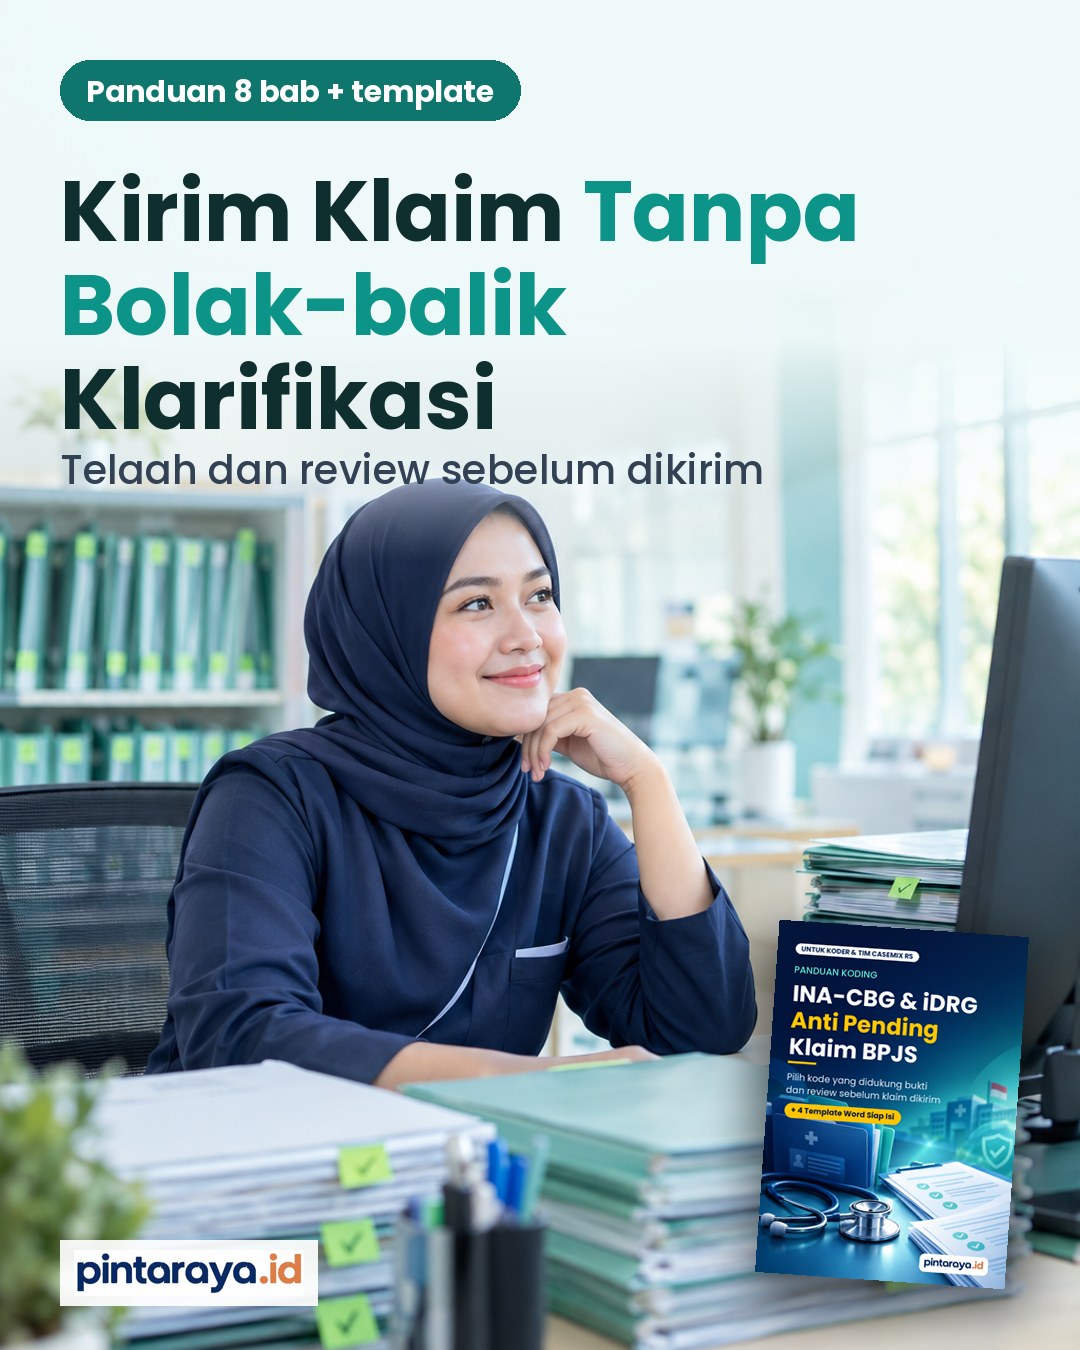 Panduan 8 bab + template
Kirim Klaim Tanpa
Bolak-balik
Klarifikasi
Telaah dan review sebelum dikirim
UNTUK KODER & TIM CASEMIX RS
PANDUAN KODING
INA-CBG & iDRG
Anti Pending
Klaim BPJS
Pilih kode yang didukung bukti
dan review sebelum klaim dikirim
+ 4 Template Word Siap Isi
pintaraya.id
pintaraya.id